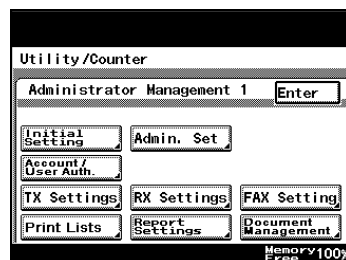 Utility/Counter
Administrator Management 1 Enter
Initial
Setting
Admin. Set
Account/
User Auth.
TX Settings RX Settings FAX Setting
Print Lists
Report
Settings
Document
Management
Memory 100%
Free